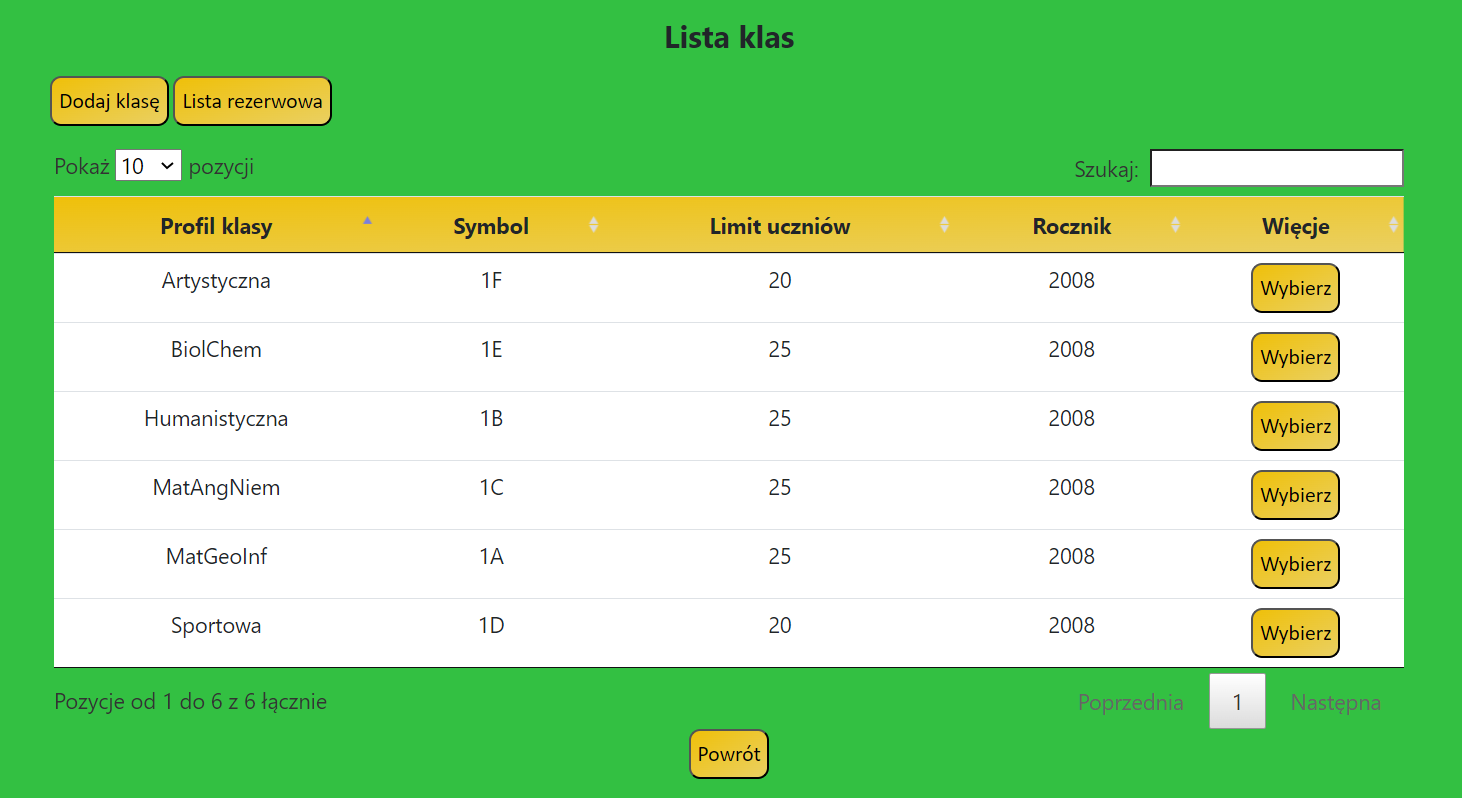 Lista klas
Dodaj klasę Lista rezerwowa
Pokaż 10 pozycji Szukaj:
Profil klasy Symbol Limit uczniów Rocznik Więcje
Artystyczna 1F 20 2008 Wybierz
BiolChem 1E 25 2008 Wybierz
Humanistyczna 1B 25 2008 Wybierz
MatAngNiem 1C 25 2008 Wybierz
MatGeoInf 1A 25 2008 Wybierz
Sportowa 1D 20 2008 Wybierz
Pozycje od 1 do 6 z 6 łącznie Poprzednia 1 Następna
Powrót